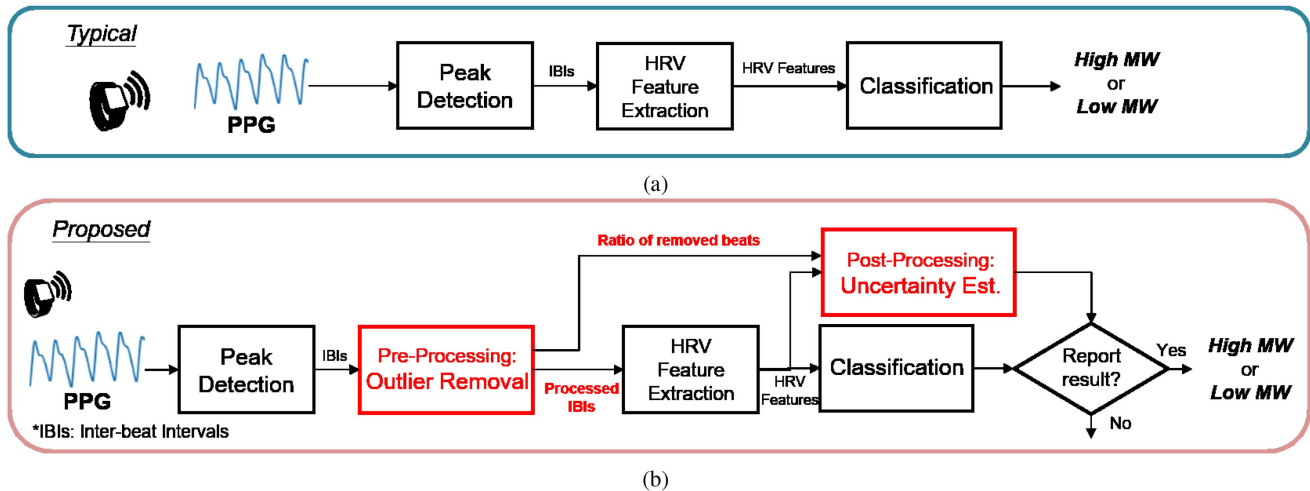 Typical
PPG
Peak
Detection
IBIs
HRV
Feature
Extraction
HRV Features
Classification
High MW
or
Low MW
(a)
Proposed
PPG
*IBIs: Inter-beat Intervals
Peak
Detection
IBIs
Pre-Processing:
Outlier Removal
Ratio of removed beats
Processed
IBIs
HRV
Feature
Extraction
HRV
Features
Post-Processing:
Uncertainty Est.
Classification
Report
result?
Yes
No
High MW
or
Low MW
(b)